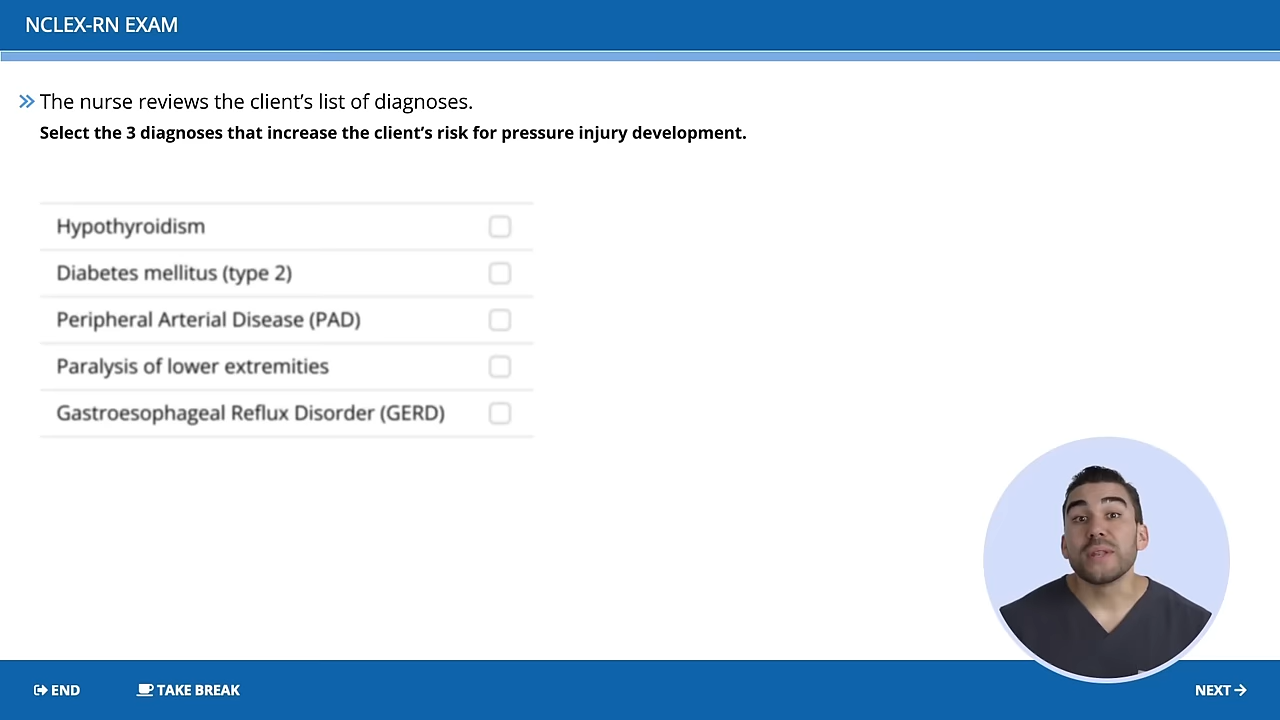 NCLEX-RN EXAM
The nurse reviews the client's list of diagnoses.
Select the 3 diagnoses that increase the client's risk for pressure injury development.
Hypothyroidism
Diabetes mellitus (type 2)
Peripheral Arterial Disease (PAD)
Paralysis of lower extremities
Gastroesophageal Reflux Disorder (GERD)
END
TAKE BREAK
NEXT